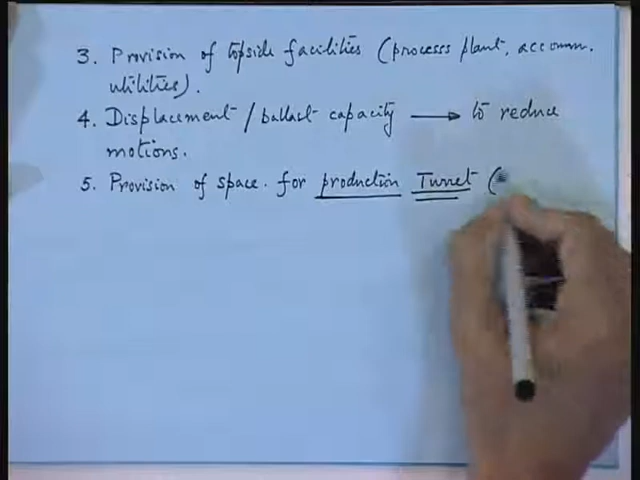 3. Provision of topside facilities (process plant, accomm.
utilities).
4. Displacement / ballast capacity → to reduce
motions.
5. Provision of space. for production Turret (